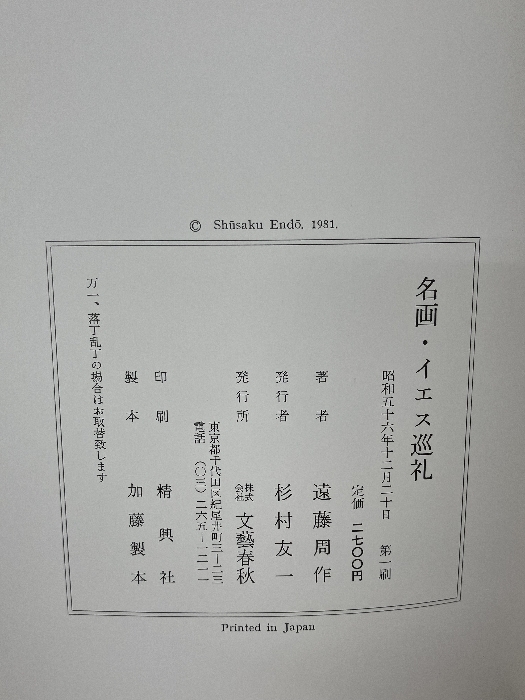 © Shūsaku Endō, 1981.
名画・イエス巡礼
昭和五十六年十二月二十日 第一刷
定価 二七〇〇円
著者 遠藤周作
発行者 杉村友一
発行所 株式会社 文藝春秋
東京都千代田区紀尾井町三―二三
電話 (〇三)二六五―一二一一
印刷 精興社
製本 加藤製本
万一、落丁乱丁の場合はお取替致します
Printed in Japan